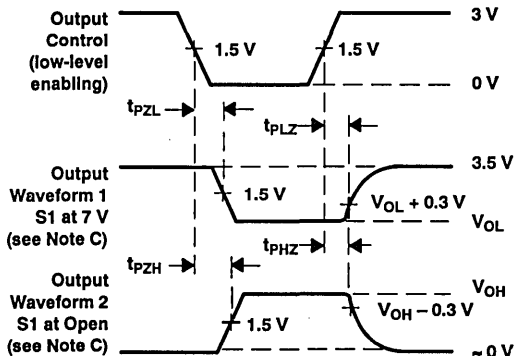 Output
Control
(low-level
enabling)
3 V
1.5 V
1.5 V
0 V
tPZL
tPLZ
Output
Waveform 1
S1 at 7 V
(see Note C)
3.5 V
1.5 V
VOL + 0.3 V
VOL
tPZH
tPHZ
Output
Waveform 2
S1 at Open
(see Note C)
VOH
VOH – 0.3 V
1.5 V
≈ 0 V